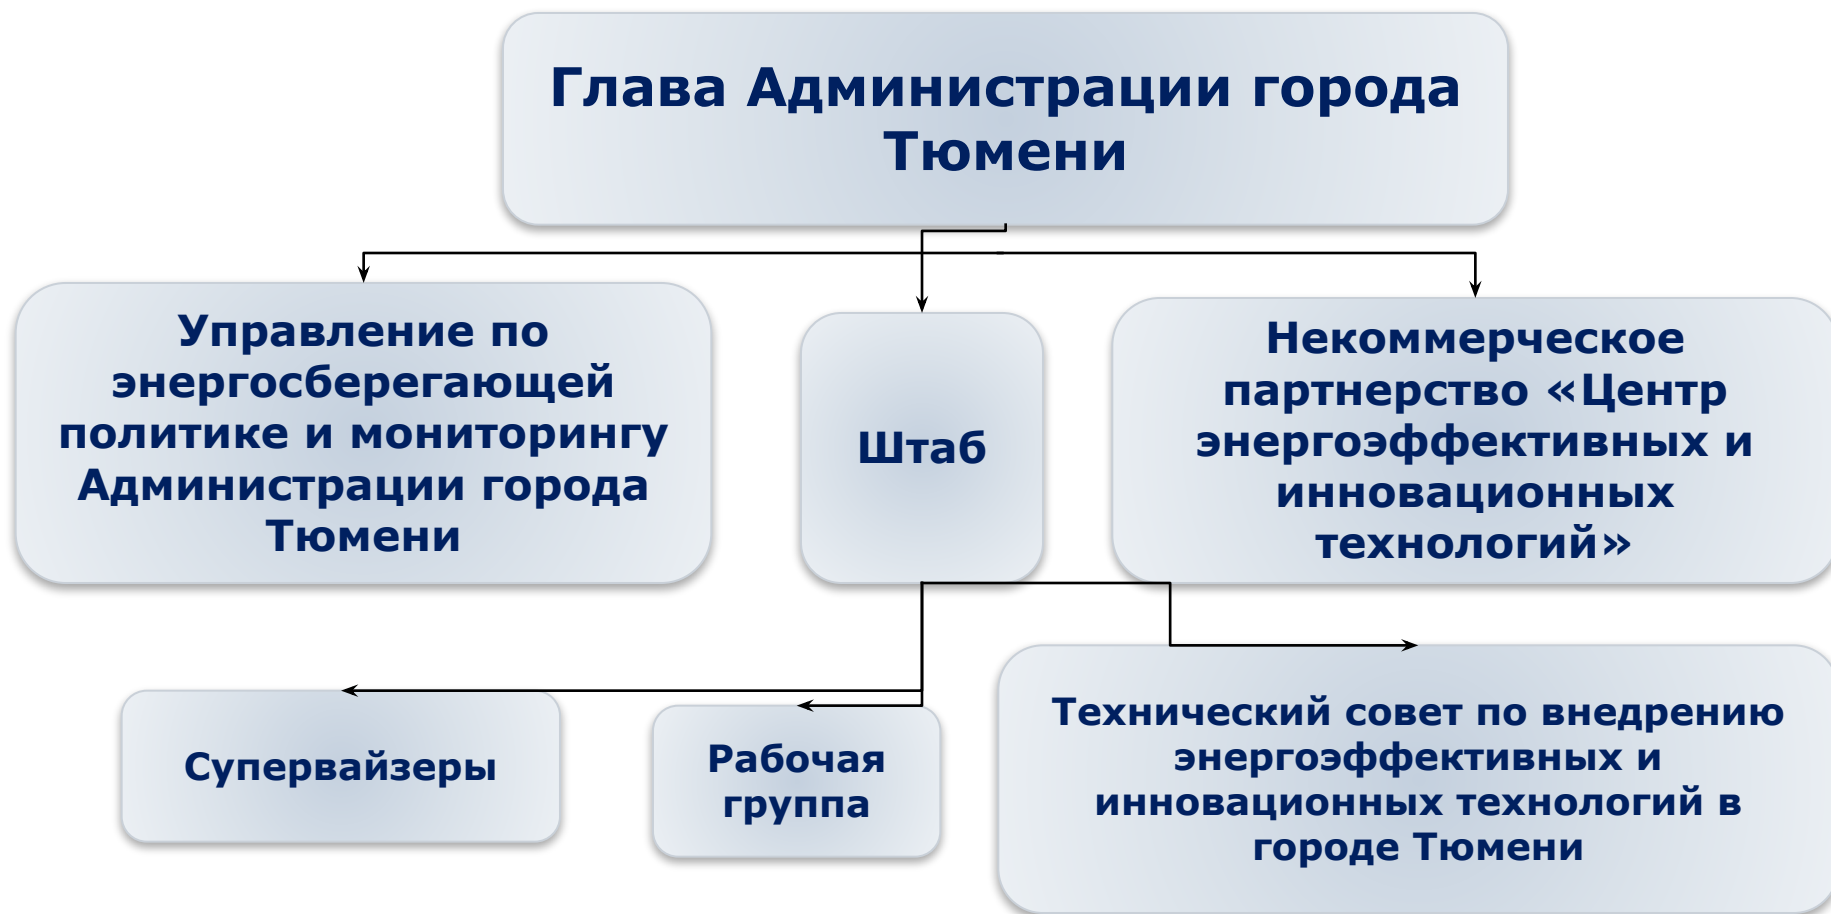 Глава Администрации города
Тюмени
Управление по
энергосберегающей
политике и мониторингу
Администрации города
Тюмени
Штаб
Некоммерческое
партнерство «Центр
энергоэффективных и
инновационных
технологий»
Супервайзеры
Рабочая
группа
Технический совет по внедрению
энергоэффективных и
инновационных технологий в
городе Тюмени